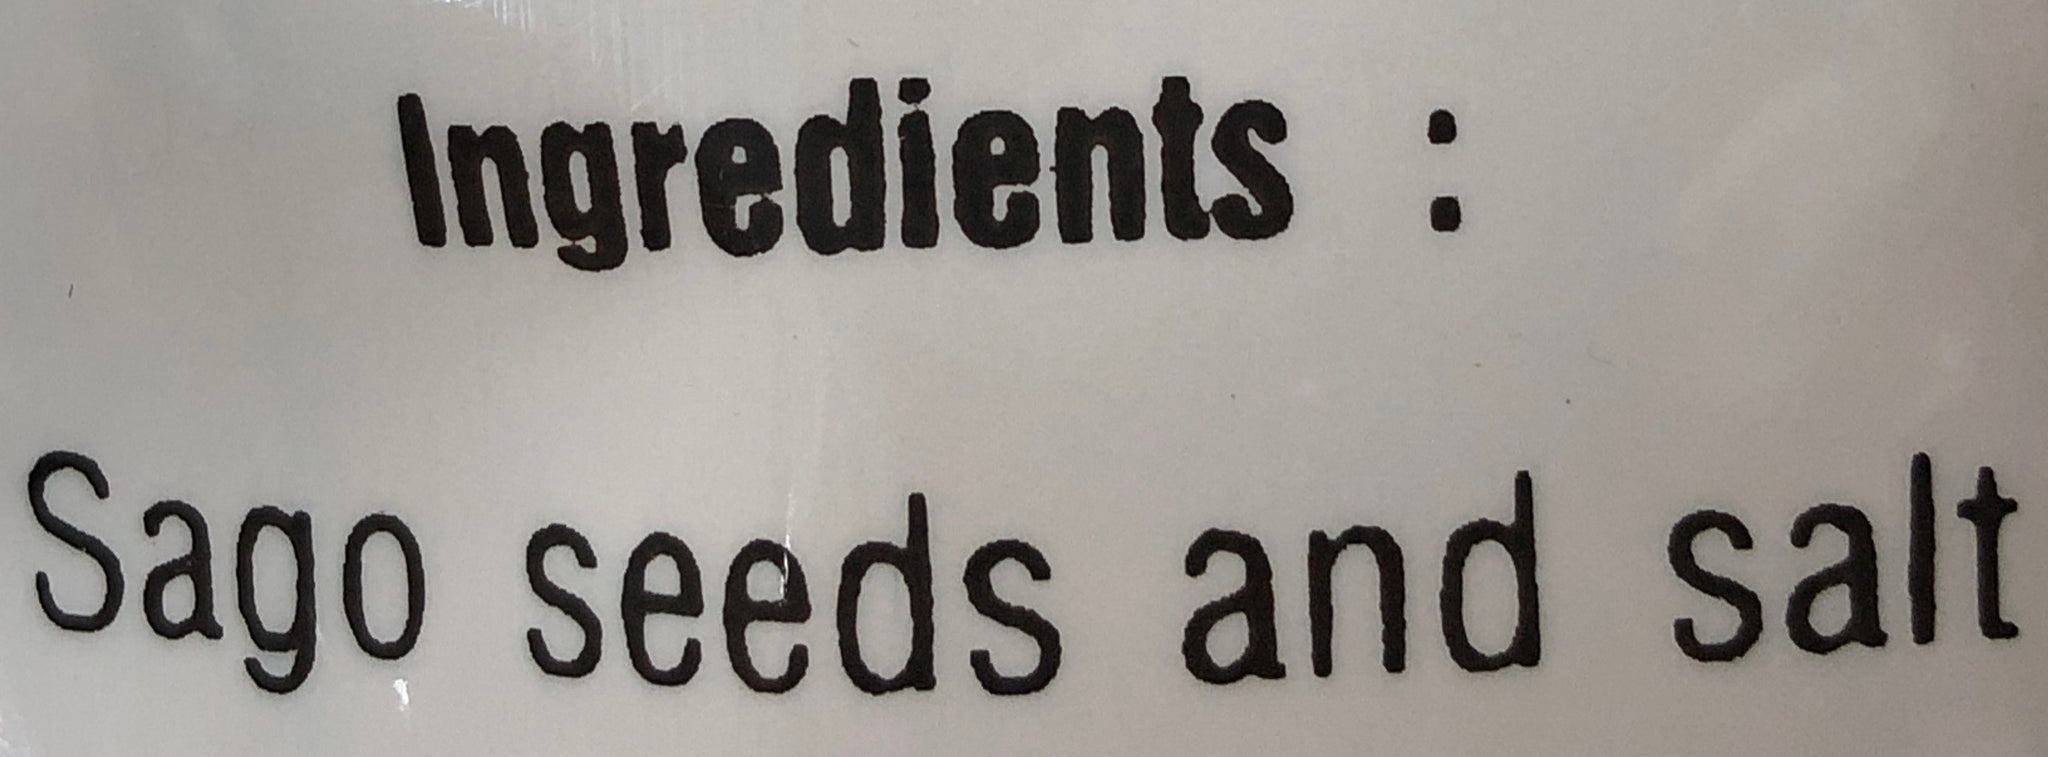 Ingredients :
Sago seeds and salt